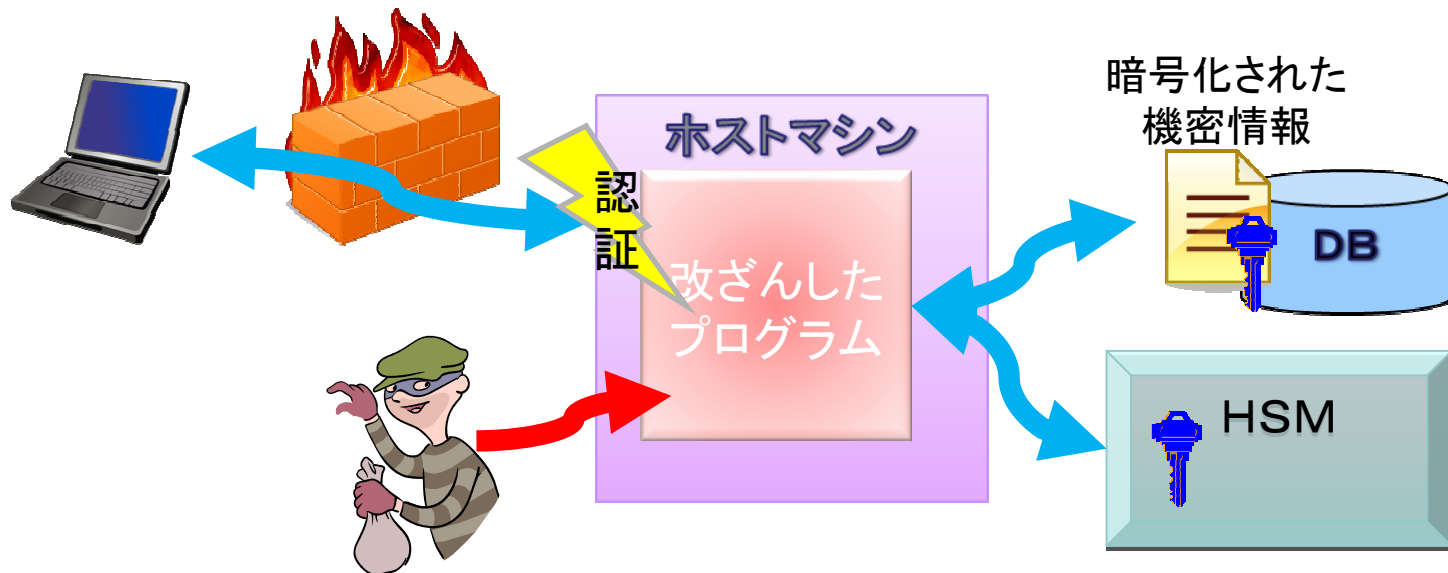 暗号化された
機密情報
ホストマシン
認
証
改ざんした
プログラム
DB
HSM